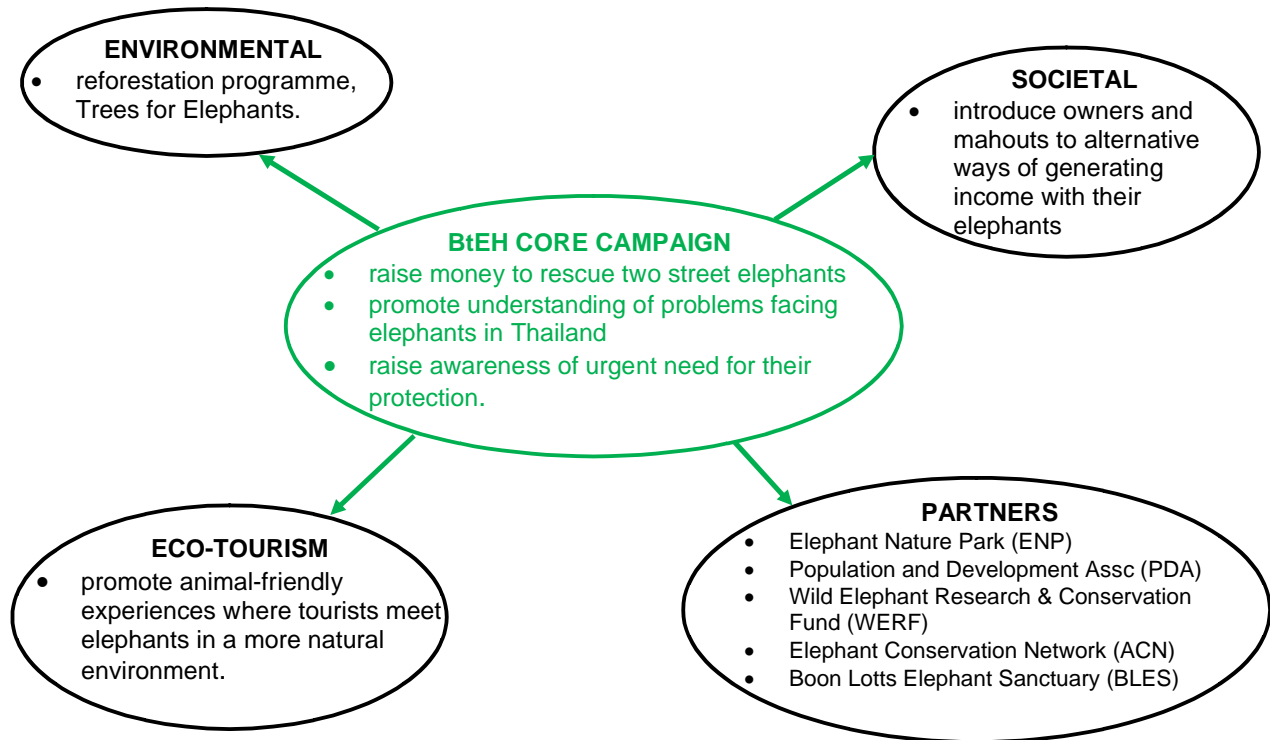 ENVIRONMENTAL
• reforestation programme,
Trees for Elephants.
SOCIETAL
• introduce owners and
mahouts to alternative
ways of generating
income with their
elephants
BtEH CORE CAMPAIGN
• raise money to rescue two street elephants
• promote understanding of problems facing
elephants in Thailand
• raise awareness of urgent need for their
protection.
ECO-TOURISM
• promote animal-friendly
experiences where tourists meet
elephants in a more natural
environment.
PARTNERS
• Elephant Nature Park (ENP)
• Population and Development Assc (PDA)
• Wild Elephant Research & Conservation
Fund (WERF)
• Elephant Conservation Network (ACN)
• Boon Lotts Elephant Sanctuary (BLES)